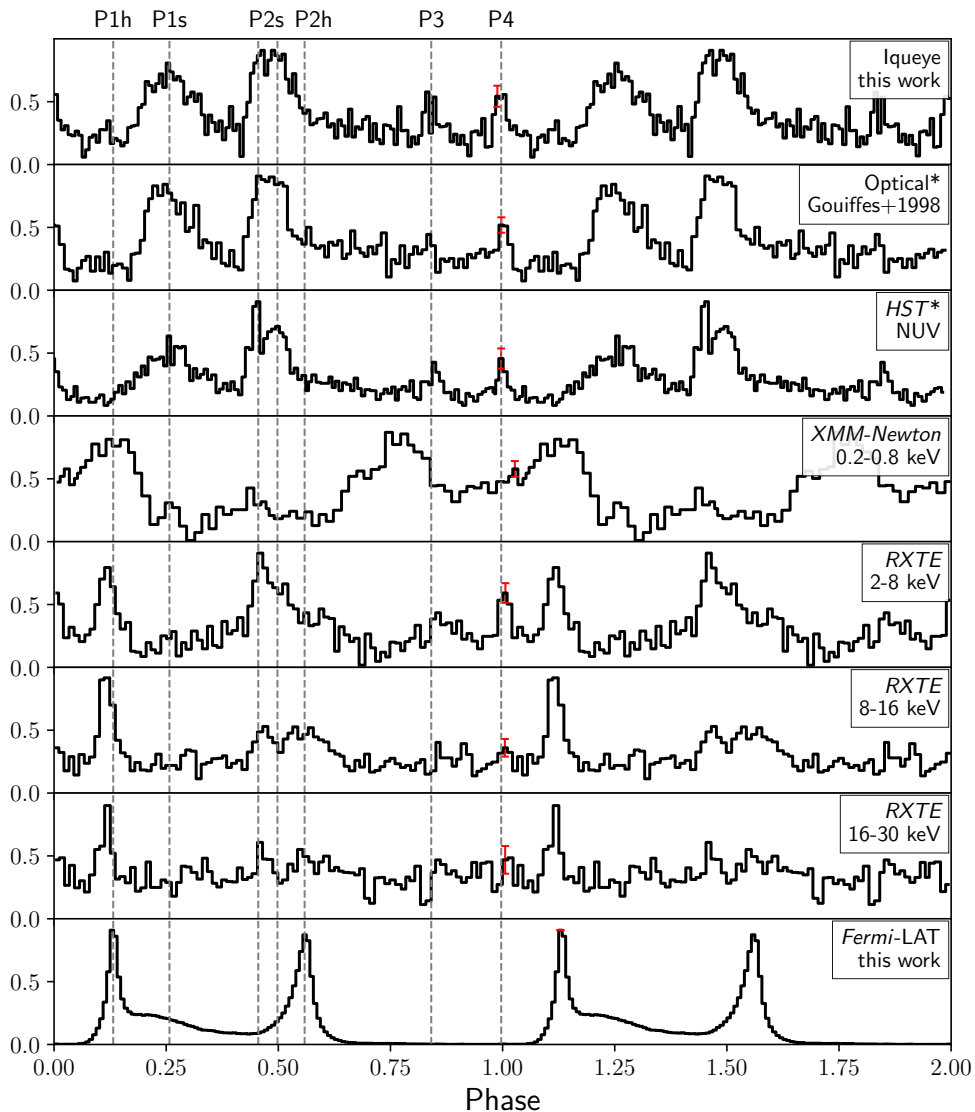 P1h P1s P2s P2h P3 P4
Iqueye
this work
0.5
0.0
Optical*
Gouiffes+1998
0.5
0.0
HST*
NUV
0.5
0.0
XMM-Newton
0.2-0.8 keV
0.5
0.0
RXTE
2-8 keV
0.5
0.0
RXTE
8-16 keV
0.5
0.0
RXTE
16-30 keV
0.5
0.0
Fermi-LAT
this work
0.5
0.0
0.00 0.25 0.50 0.75 1.00 1.25 1.50 1.75 2.00
Phase